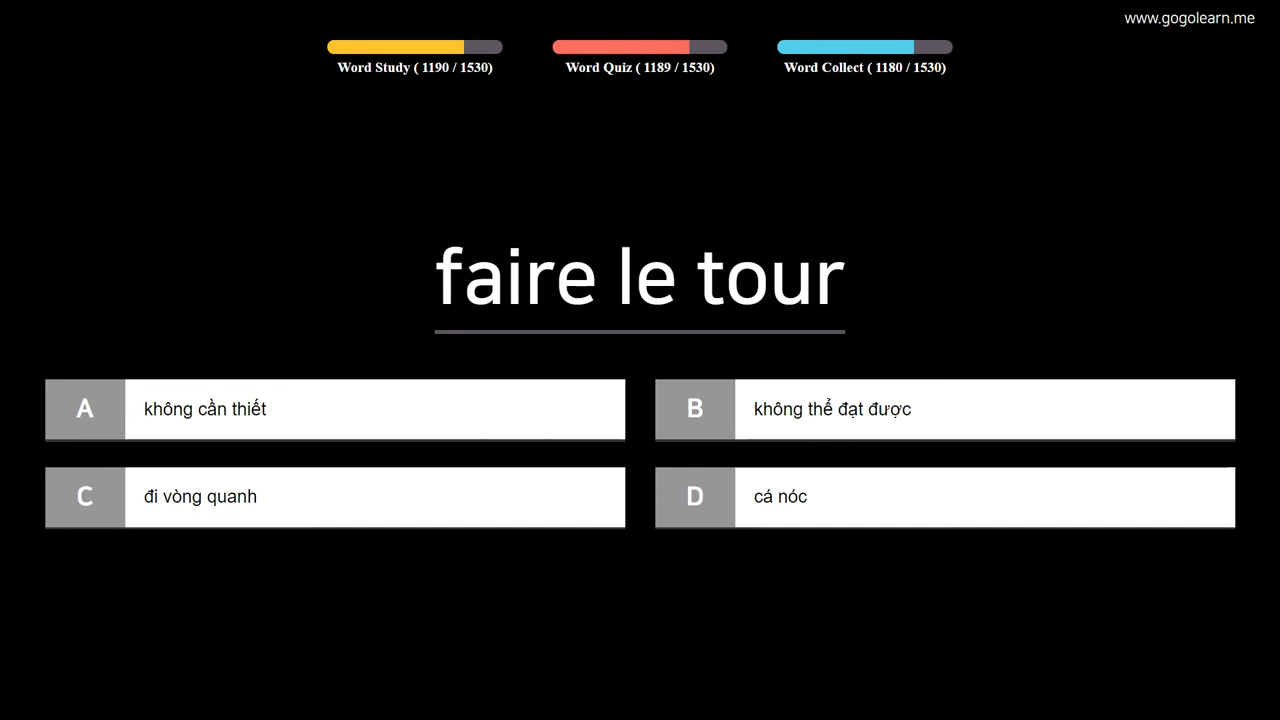 www.gogolearn.me
Word Study ( 1190 / 1530)
Word Quiz ( 1189 / 1530)
Word Collect ( 1180 / 1530)
faire le tour
A không cần thiết
B không thể đạt được
C đi vòng quanh
D cá nóc